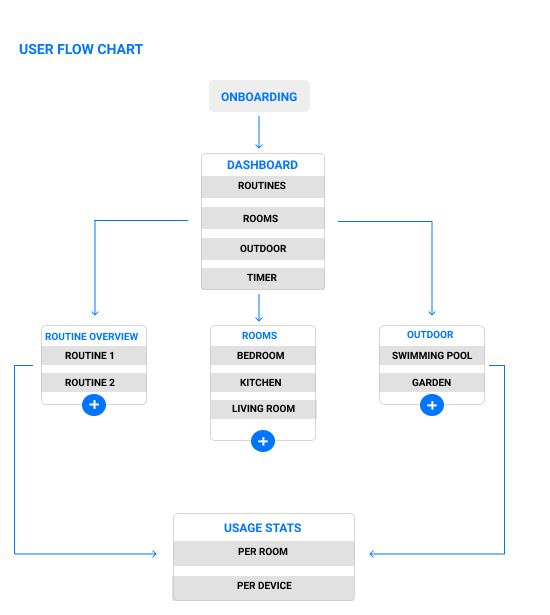 USER FLOW CHART
ONBOARDING
DASHBOARD
ROUTINES
ROOMS
OUTDOOR
TIMER
ROUTINE OVERVIEW
ROUTINE 1
ROUTINE 2
+
ROOMS
BEDROOM
KITCHEN
LIVING ROOM
+
OUTDOOR
SWIMMING POOL
GARDEN
+
USAGE STATS
PER ROOM
PER DEVICE